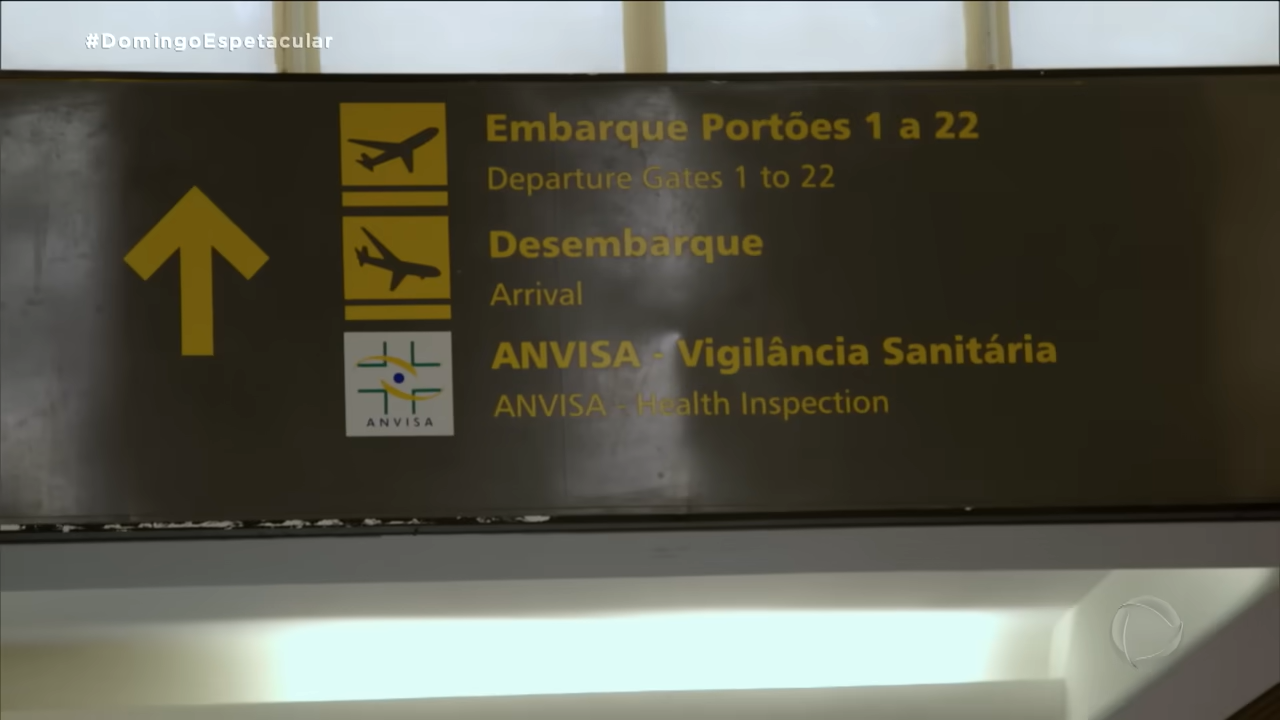 #DomingoEspetacular
Embarque Portões 1 a 22
Departure Gates 1 to 22
Desembarque
Arrival
ANVISA - Vigilância Sanitária
ANVISA - Health Inspection
ANVISA